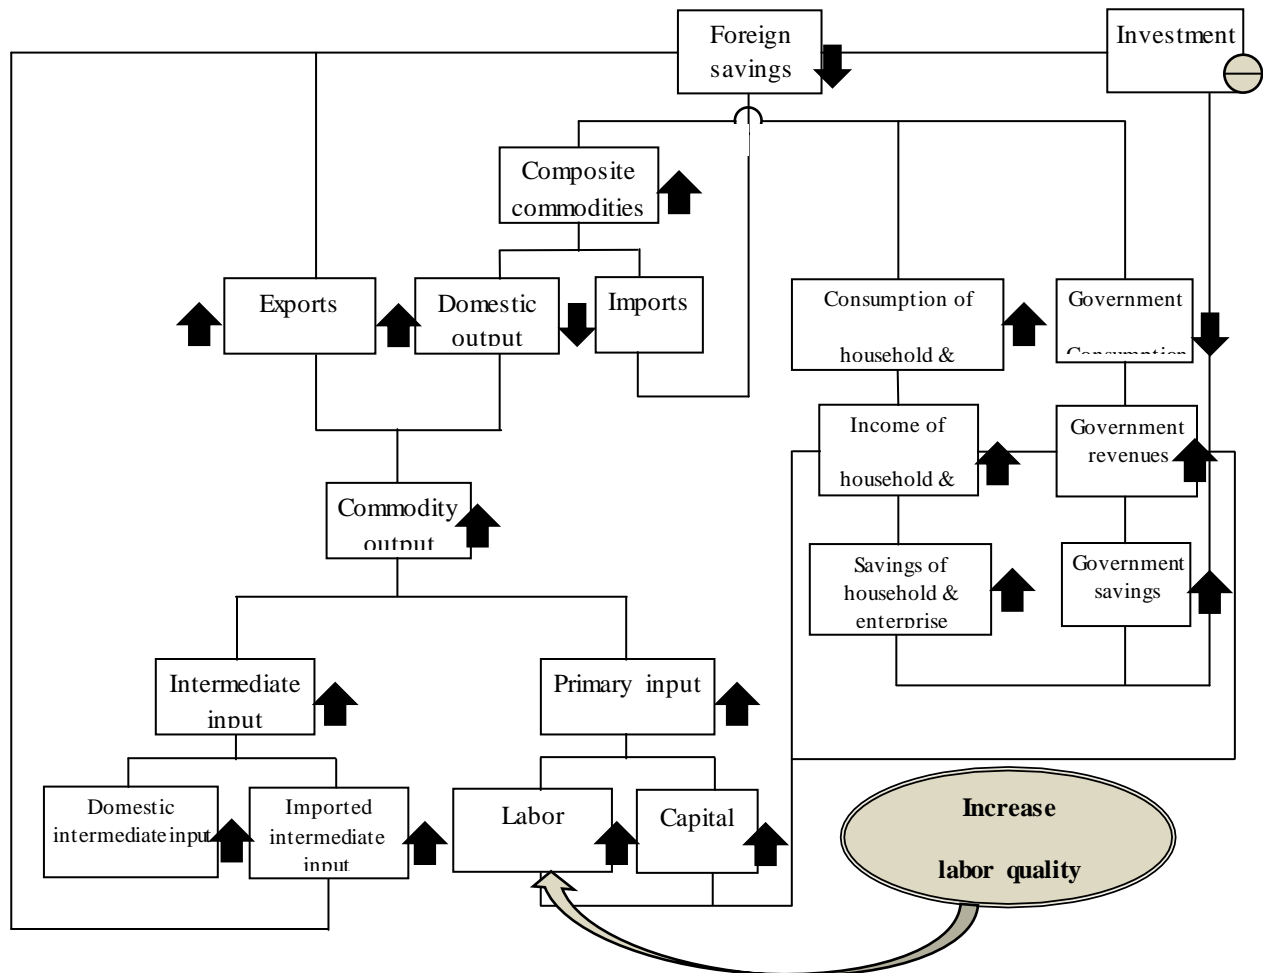 Foreign
savings
Investment
Composite
commodities
Exports
Domestic
output
Imports
Consumption of
household &
Government
Consumption
Income of
household &
Government
revenues
Commodity
output
Savings of
household &
enterprise
Government
savings
Intermediate
input
Primary input
Domestic
intermediate input
Imported
intermediate
input
Labor
Capital
Increase
labor quality